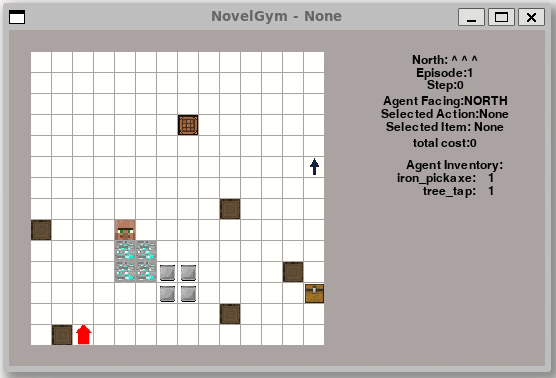 NovelGym - None
North: ^ ^ ^
Episode:1
Step:0
Agent Facing:NORTH
Selected Action:None
Selected Item: None
total cost:0
Agent Inventory:
iron_pickaxe: 1
tree_tap: 1